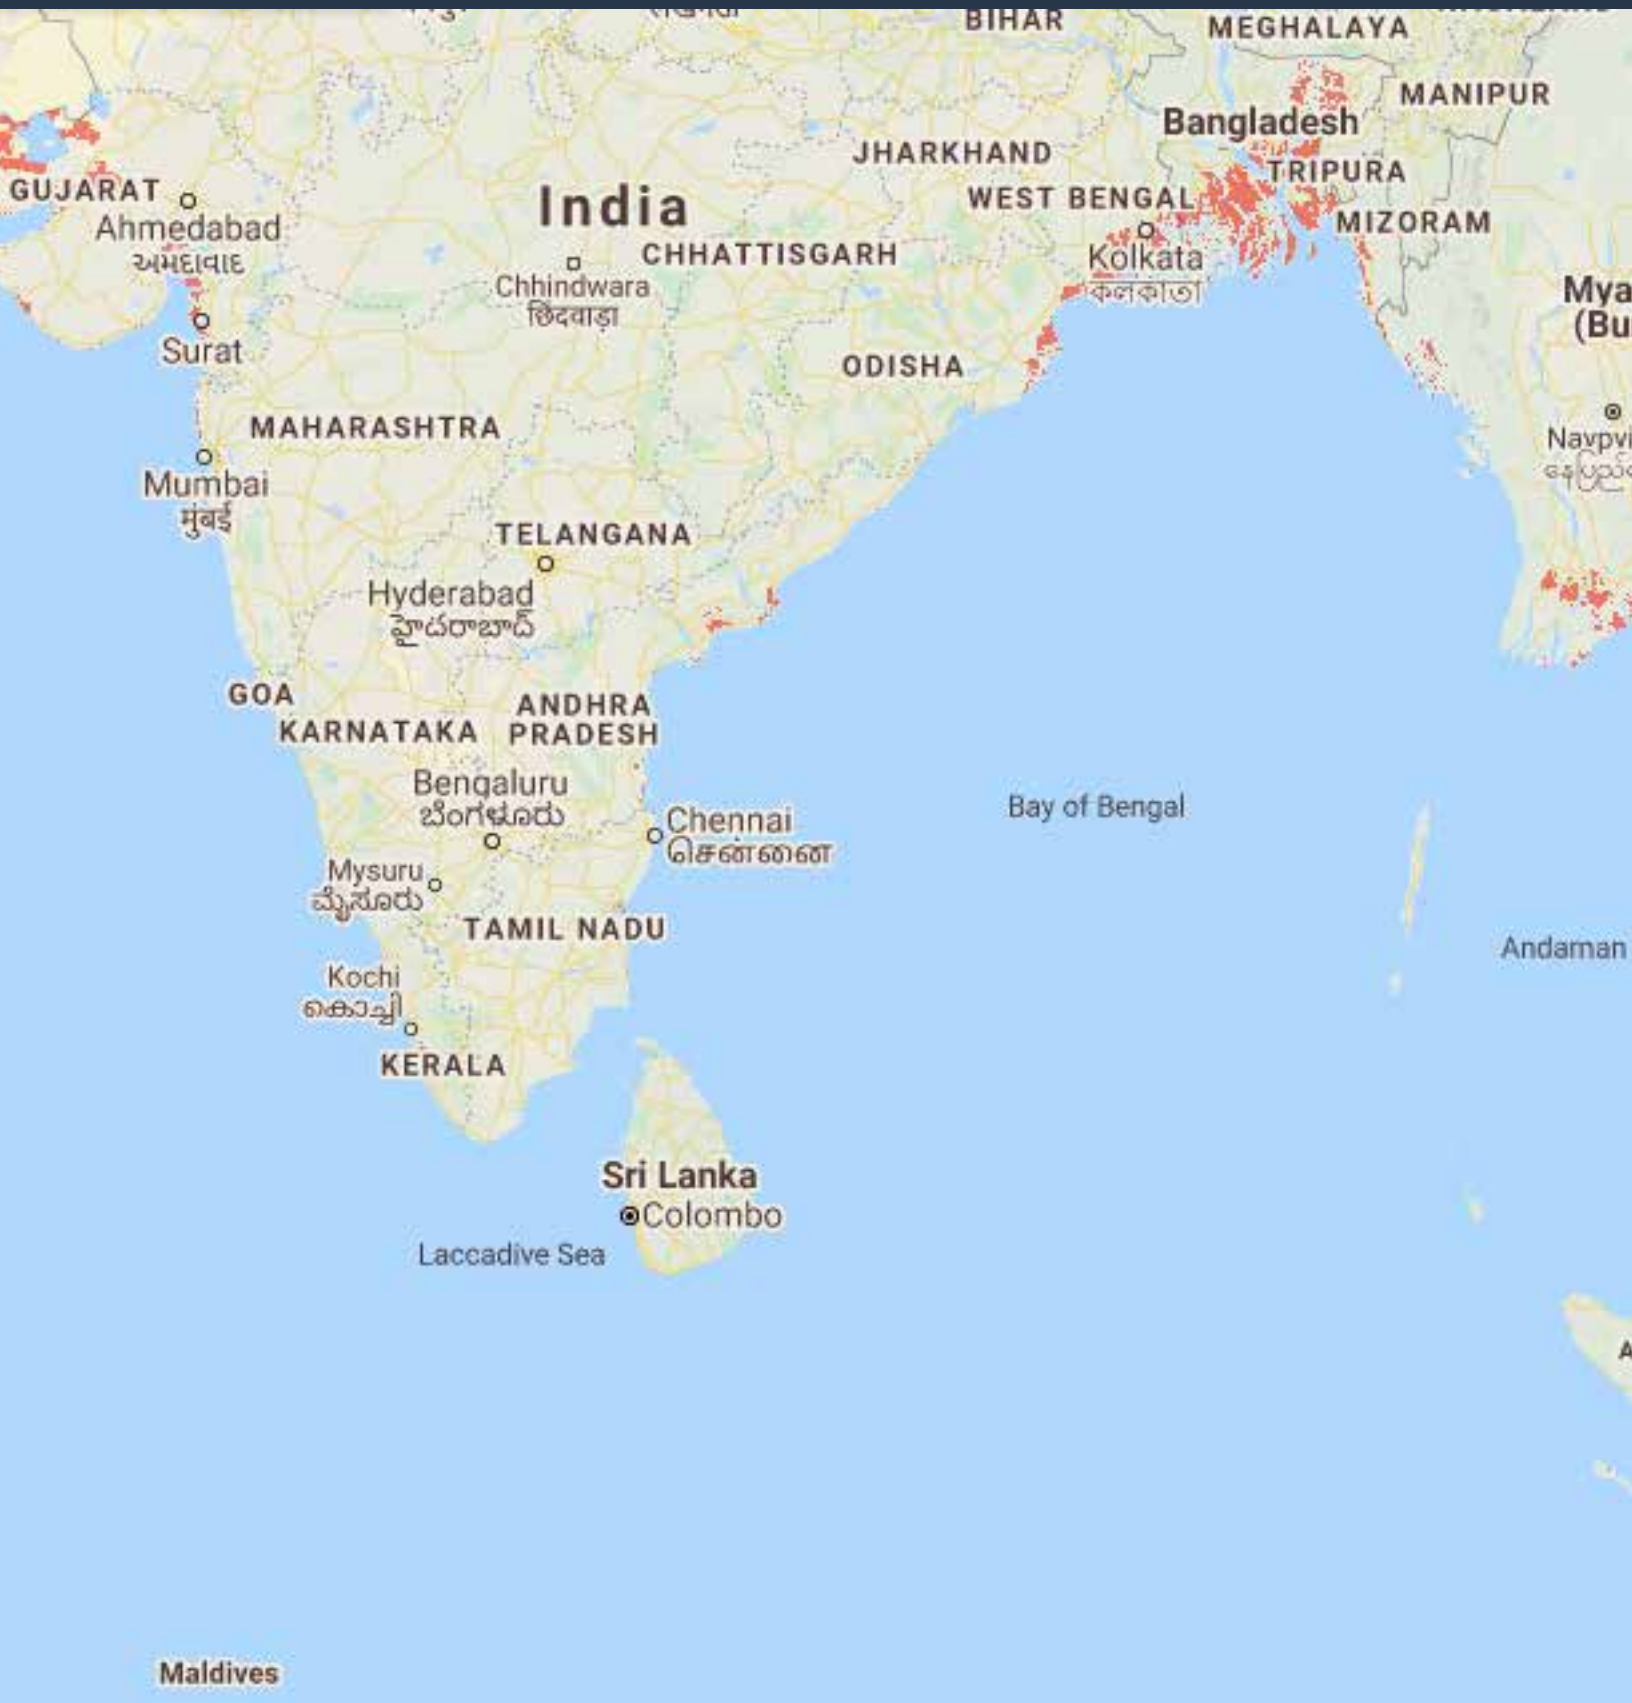 BIHAR
MEGHALAYA
MANIPUR
Bangladesh
JHARKHAND
TRIPURA
GUJARAT
India
WEST BENGAL
Ahmedabad
અમદાવાદ
MIZORAM
CHHATTISGARH
Kolkata
কলকাতা
Chhindwara
छिंदवाड़ा
Mya
(Bu
Surat
ODISHA
MAHARASHTRA
Naypyi
Mumbai
मुंबई
TELANGANA
Hyderabad
హైదరాబాద్
GOA
ANDHRA
PRADESH
KARNATAKA
Bengaluru
ಬೆಂಗಳೂರು
Bay of Bengal
Chennai
சென்னை
Mysuru
ಮೈಸೂರು
TAMIL NADU
Andaman
Kochi
കൊച്ചി
KERALA
Sri Lanka
Colombo
Laccadive Sea
A
Maldives